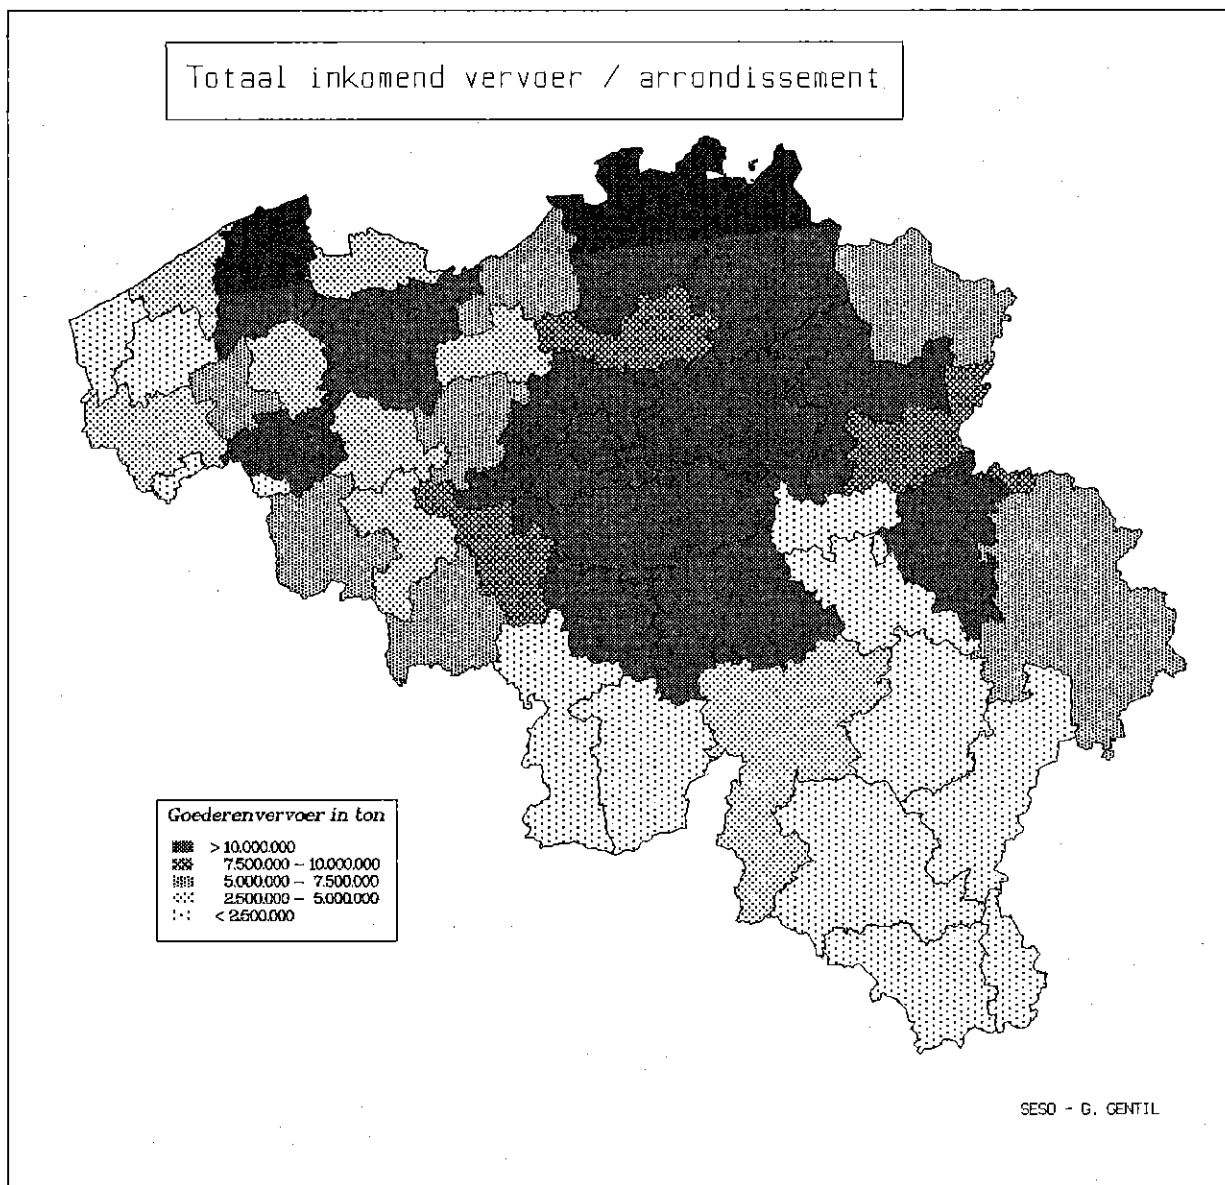 Totaal inkomend vervoer / arrondissement
Goederenvervoer in ton
> 10.000.000
7.500.000 – 10.000.000
5.000.000 – 7.500.000
2.500.000 – 5.000.000
< 2.500.000
SESO - G. GENTIL